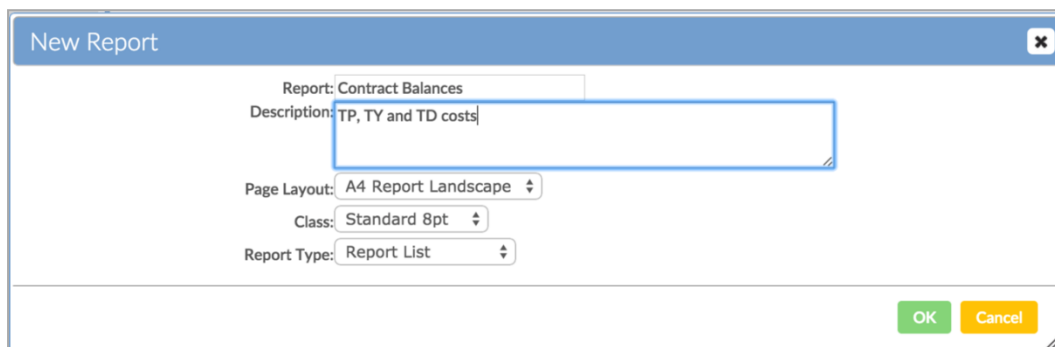 New Report
Report: Contract Balances
Description: TP, TY and TD costs
Page Layout: A4 Report Landscape
Class: Standard 8pt
Report Type: Report List
OK Cancel